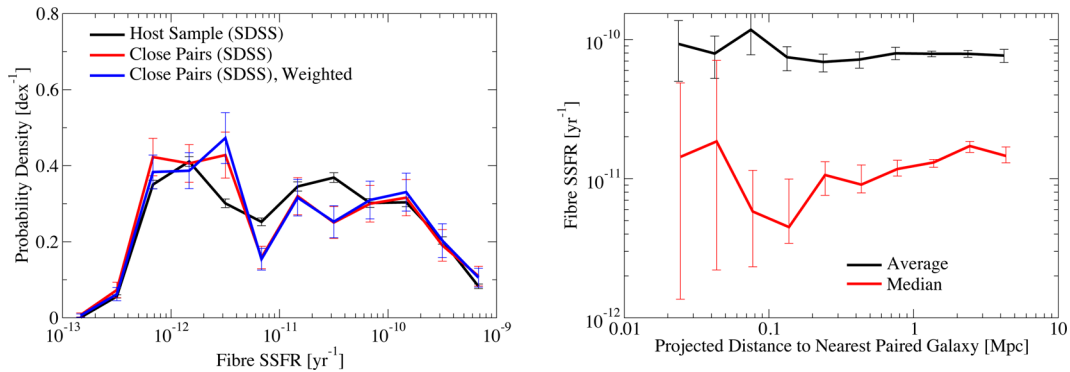 Host Sample (SDSS)
Close Pairs (SDSS)
Close Pairs (SDSS), Weighted
Probability Density [dex⁻¹]
0.8
0.6
0.4
0.2
0
10⁻¹³ 10⁻¹² 10⁻¹¹ 10⁻¹⁰ 10⁻⁹
Fibre SSFR [yr⁻¹]
Fibre SSFR [yr⁻¹]
10⁻¹⁰
10⁻¹¹
10⁻¹²
Average
Median
0.01 0.1 1 10
Projected Distance to Nearest Paired Galaxy [Mpc]